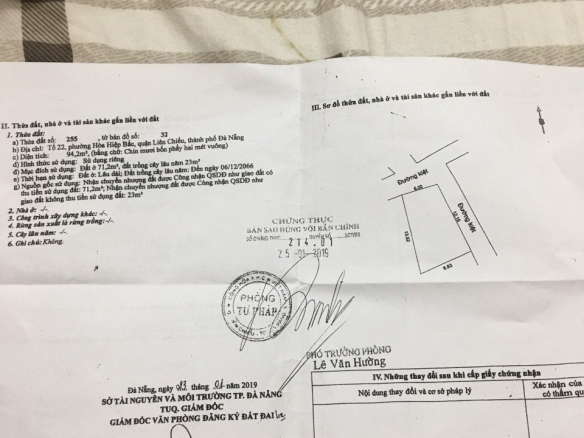 II. Thửa đất, nhà ở và tài sản khác gắn liền với đất
1. Thửa đất:
a) Thửa đất số: 255, tờ bản đồ số: 32
b) Địa chỉ: Tổ 22, phường Hòa Hiệp Bắc, quận Liên Chiểu, thành phố Đà Nẵng
c) Diện tích: 94,2m², (bằng chữ: Chín mươi bốn phẩy hai mét vuông)
d) Hình thức sử dụng: Sử dụng riêng
đ) Mục đích sử dụng: Đất ở 71,2m², đất trồng cây lâu năm 23m²
e) Thời hạn sử dụng: Đất ở: Lâu dài; Đất trồng cây lâu năm: Đến ngày 06/12/2066
g) Nguồn gốc sử dụng: Nhận chuyển nhượng đất được Công nhận QSDĐ như giao đất có
thu tiền sử dụng đất: 71,2m²; Nhận chuyển nhượng đất được Công nhận QSDĐ như
giao đất không thu tiền sử dụng đất: 23m²
2. Nhà ở: -/-
3. Công trình xây dựng khác: -/-
4. Rừng sản xuất là rừng trồng: -/-
5. Cây lâu năm: -/-
6. Ghi chú: Không.
III. Sơ đồ thửa đất, nhà ở và tài sản khác gắn liền với đất
Đường kiệt
Đường kiệt
CHỨNG THỰC
BẢN SAO ĐÚNG VỚI BẢN CHÍNH
214.01
25-01-2019
PHÒNG
TƯ PHÁP
PHÓ TRƯỞNG PHÒNG
Lê Văn Hường
Đà Nẵng, ngày 03 tháng 01 năm 2019
SỞ TÀI NGUYÊN VÀ MÔI TRƯỜNG TP. ĐÀ NẴNG
TUQ. GIÁM ĐỐC
GIÁM ĐỐC VĂN PHÒNG ĐĂNG KÝ ĐẤT ĐAI
IV. Những thay đổi sau khi cấp giấy chứng nhận
Nội dung thay đổi và cơ sở pháp lý
Xác nhận của
có thẩm qu